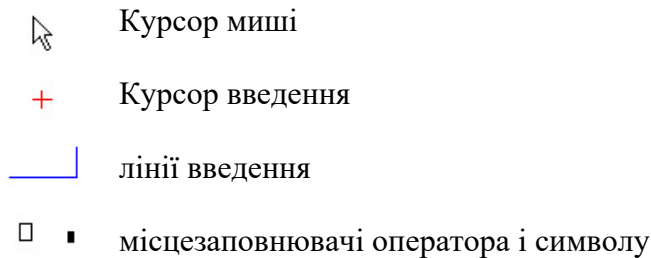 Курсор миші
Курсор введення
лінії введення
місцезаповнювачі оператора і символу